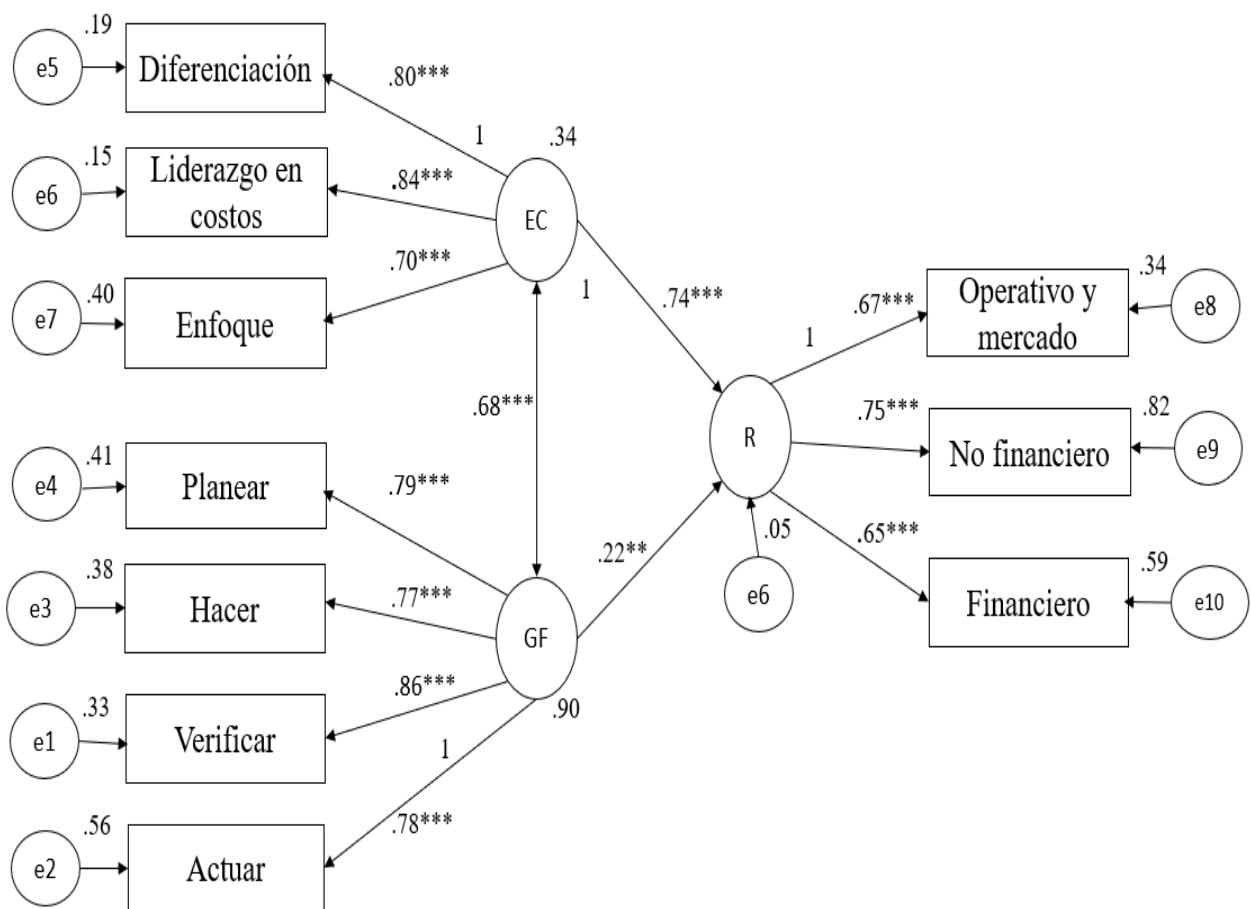 .19
e5
Diferenciación
.80***
1
.34
.15
e6
Liderazgo en
costos
.84***
EC
.40
e7
Enfoque
.70***
1
.74***
.67***
1
Operativo y
mercado
.34
e8
.68***
R
.75***
No financiero
.82
e9
.41
e4
Planear
.79***
.65***
.05
e6
.22**
Financiero
.59
e10
.38
e3
Hacer
.77***
GF
.90
.33
e1
Verificar
.86***
1
.56
e2
Actuar
.78***